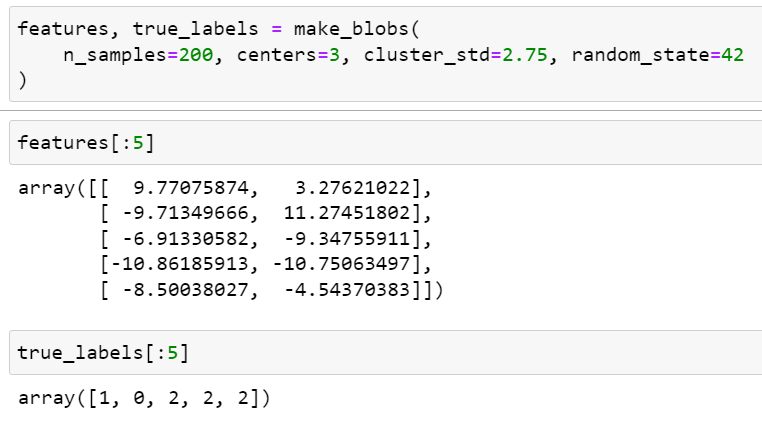 features, true_labels = make_blobs(
    n_samples=200, centers=3, cluster_std=2.75, random_state=42
)
features[:5]
array([[  9.77075874,   3.27621022],
       [ -9.71349666,  11.27451802],
       [ -6.91330582,  -9.34755911],
       [-10.86185913, -10.75063497],
       [ -8.50038027,  -4.54370383]])
true_labels[:5]
array([1, 0, 2, 2, 2])